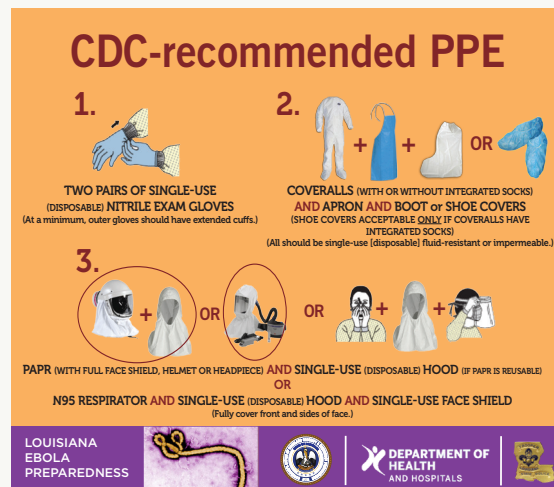 CDC-recommended PPE
1.
TWO PAIRS OF SINGLE-USE
(DISPOSABLE) NITRILE EXAM GLOVES
(At a minimum, outer gloves should have extended cuffs.)
2.
+ + OR
COVERALLS (WITH OR WITHOUT INTEGRATED SOCKS)
AND APRON AND BOOT or SHOE COVERS
(SHOE COVERS ACCEPTABLE ONLY IF COVERALLS HAVE
INTEGRATED SOCKS)
(All should be single-use [disposable] fluid-resistant or impermeable.)
3.
+ OR OR + +
PAPR (WITH FULL FACE SHIELD, HELMET OR HEADPIECE) AND SINGLE-USE (DISPOSABLE) HOOD (IF PAPR IS REUSABLE)
OR
N95 RESPIRATOR AND SINGLE-USE (DISPOSABLE) HOOD AND SINGLE-USE FACE SHIELD
(Fully cover front and sides of face.)
LOUISIANA
EBOLA
PREPAREDNESS
DEPARTMENT OF
HEALTH
AND HOSPITALS